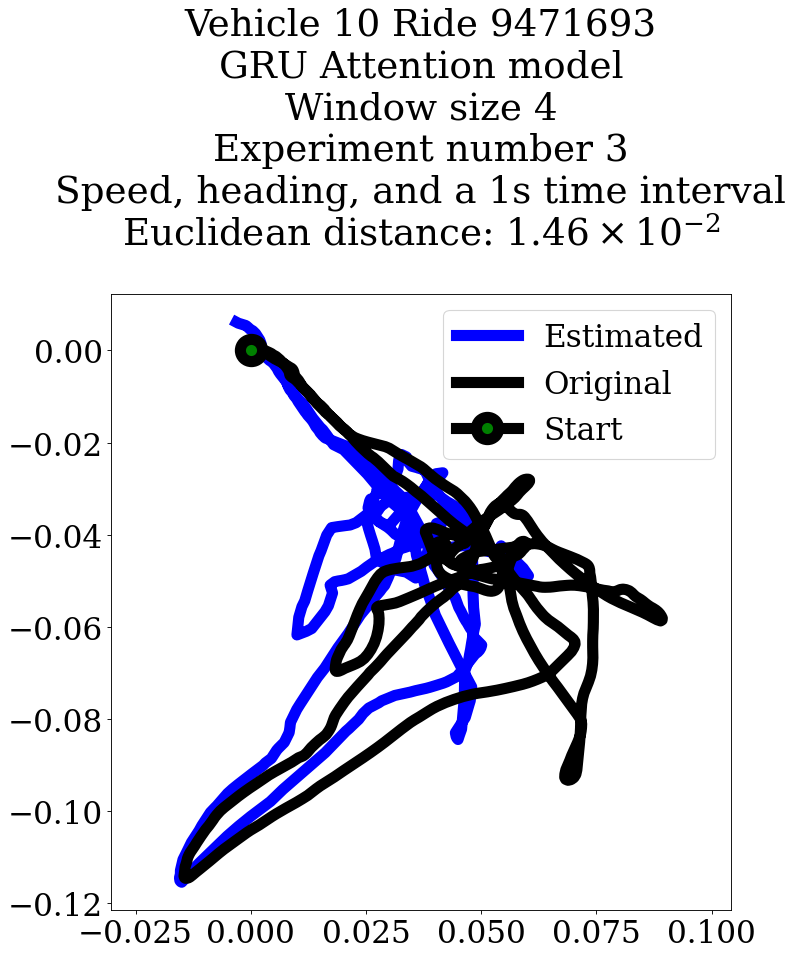 Vehicle 10 Ride 9471693
GRU Attention model
Window size 4
Experiment number 3
Speed, heading, and a 1s time interval
Euclidean distance: 1.46 × 10⁻²
Estimated
Original
Start
0.00
−0.02
−0.04
−0.06
−0.08
−0.10
−0.12
−0.025 0.000 0.025 0.050 0.075 0.100